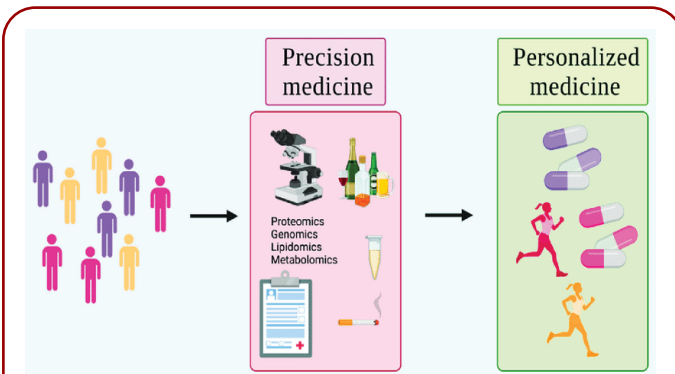 Precision
medicine
Personalized
medicine
Proteomics
Genomics
Lipidomics
Metabolomics